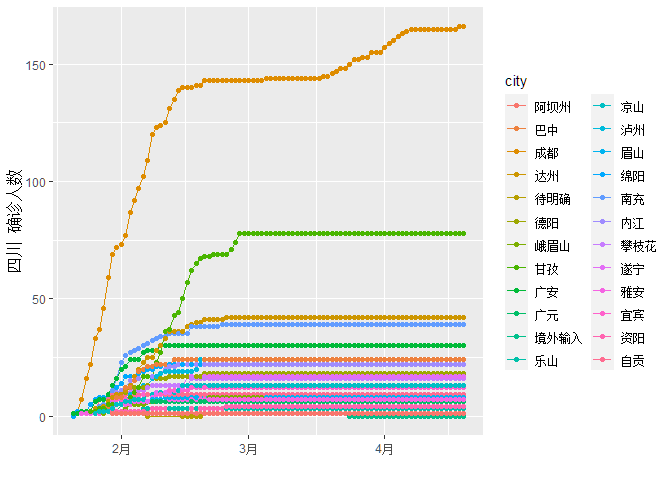 四川 确诊人数
150
100
50
0
2月
3月
4月
city
阿坝州
巴中
成都
达州
待明确
德阳
峨眉山
甘孜
广安
广元
境外输入
乐山
凉山
泸州
眉山
绵阳
南充
内江
攀枝花
遂宁
雅安
宜宾
资阳
自贡